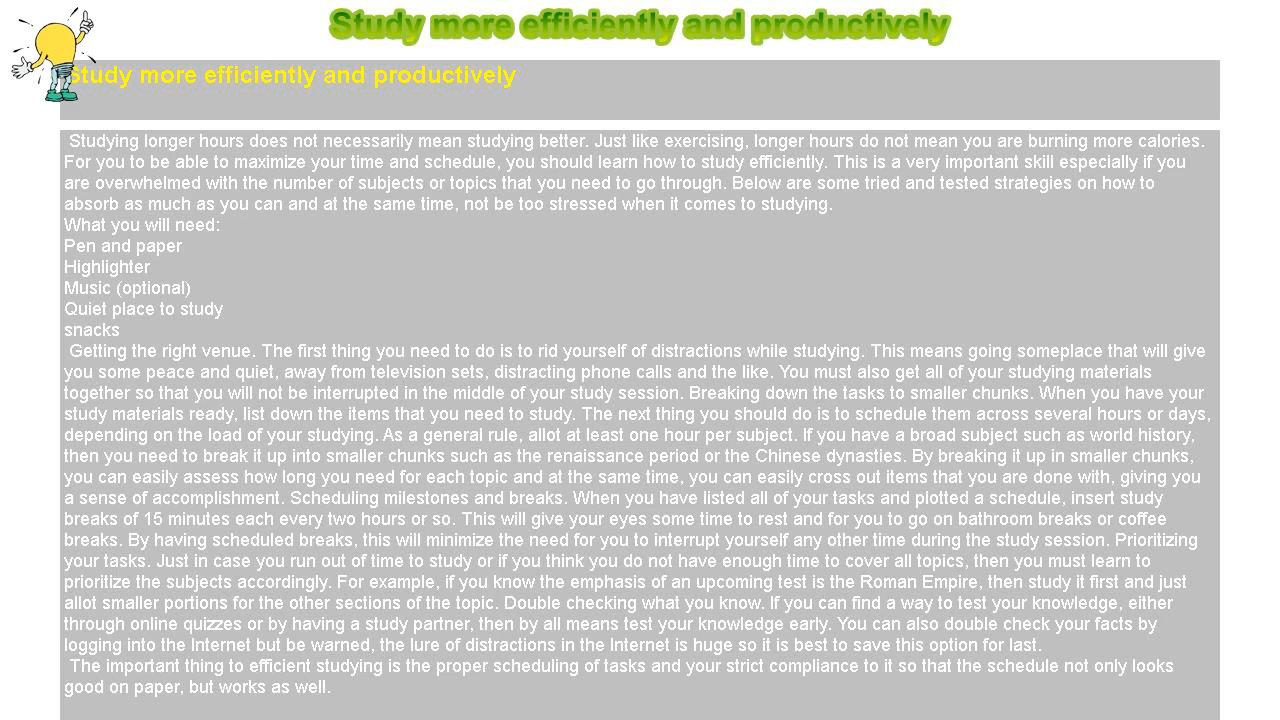 Study more efficiently and productively
Study more efficiently and productively
Studying longer hours does not necessarily mean studying better. Just like exercising, longer hours do not mean you are burning more calories.
For you to be able to maximize your time and schedule, you should learn how to study efficiently. This is a very important skill especially if you
are overwhelmed with the number of subjects or topics that you need to go through. Below are some tried and tested strategies on how to
absorb as much as you can and at the same time, not be too stressed when it comes to studying.
What you will need:
Pen and paper
Highlighter
Music (optional)
Quiet place to study
snacks
Getting the right venue. The first thing you need to do is to rid yourself of distractions while studying. This means going someplace that will give
you some peace and quiet, away from television sets, distracting phone calls and the like. You must also get all of your studying materials
together so that you will not be interrupted in the middle of your study session. Breaking down the tasks to smaller chunks. When you have your
study materials ready, list down the items that you need to study. The next thing you should do is to schedule them across several hours or days,
depending on the load of your studying. As a general rule, allot at least one hour per subject. If you have a broad subject such as world history,
then you need to break it up into smaller chunks such as the renaissance period or the Chinese dynasties. By breaking it up in smaller chunks,
you can easily assess how long you need for each topic and at the same time, you can easily cross out items that you are done with, giving you
a sense of accomplishment. Scheduling milestones and breaks. When you have listed all of your tasks and plotted a schedule, insert study
breaks of 15 minutes each every two hours or so. This will give your eyes some time to rest and for you to go on bathroom breaks or coffee
breaks. By having scheduled breaks, this will minimize the need for you to interrupt yourself any other time during the study session. Prioritizing
your tasks. Just in case you run out of time to study or if you think you do not have enough time to cover all topics, then you must learn to
prioritize the subjects accordingly. For example, if you know the emphasis of an upcoming test is the Roman Empire, then study it first and just
allot smaller portions for the other sections of the topic. Double checking what you know. If you can find a way to test your knowledge, either
through online quizzes or by having a study partner, then by all means test your knowledge early. You can also double check your facts by
logging into the Internet but be warned, the lure of distractions in the Internet is huge so it is best to save this option for last.
The important thing to efficient studying is the proper scheduling of tasks and your strict compliance to it so that the schedule not only looks
good on paper, but works as well.